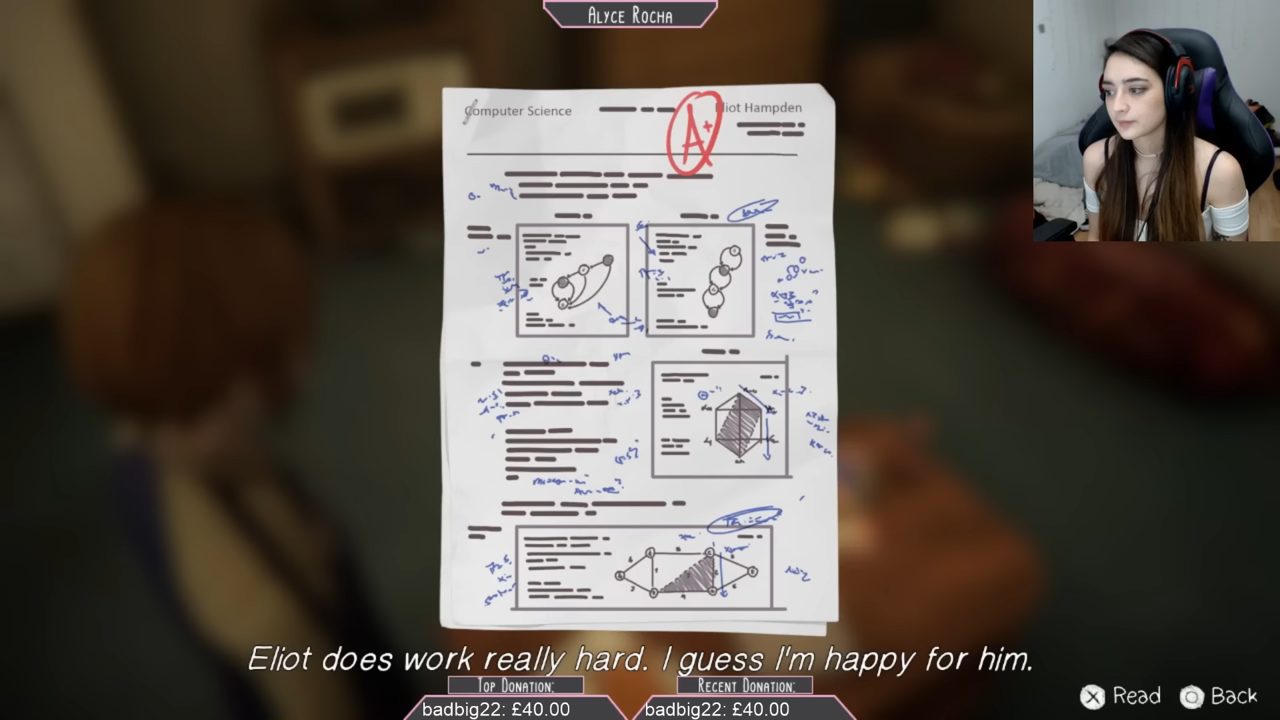 Alyce Rocha
Computer Science
Eliot Hampden
A+
Eliot does work really hard. I guess I'm happy for him.
Top Donation:
Recent Donation:
badbig22: £40.00
badbig22: £40.00
Read
Back